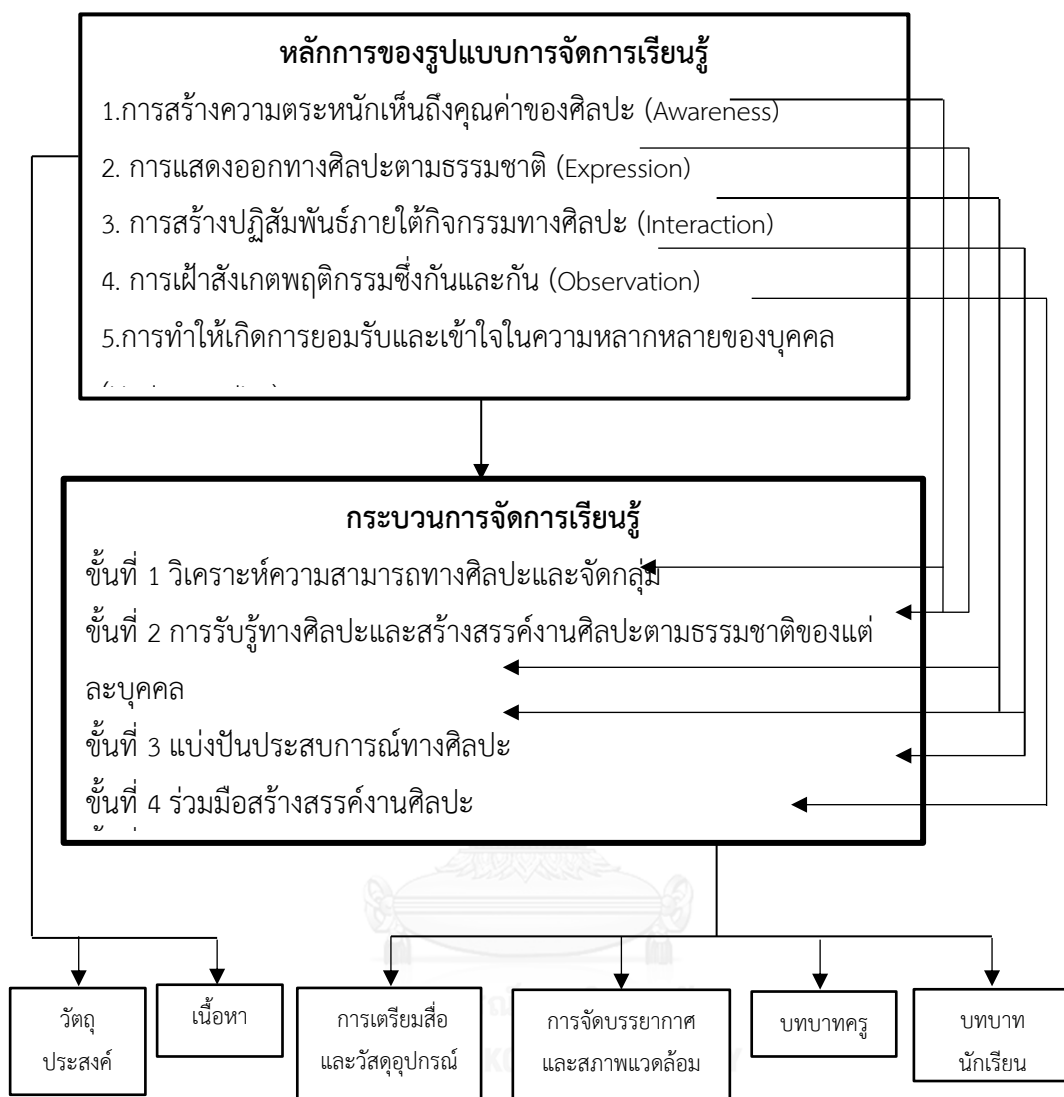 หลักการของรูปแบบการจัดการเรียนรู้
1.การสร้างความตระหนักเห็นถึงคุณค่าของศิลปะ (Awareness)
2. การแสดงออกทางศิลปะตามธรรมชาติ (Expression)
3. การสร้างปฏิสัมพันธ์ภายใต้กิจกรรมทางศิลปะ (Interaction)
4. การเฝ้าสังเกตพฤติกรรมซึ่งกันและกัน (Observation)
5.การทำให้เกิดการยอมรับและเข้าใจในความหลากหลายของบุคคล
กระบวนการจัดการเรียนรู้
ขั้นที่ 1 วิเคราะห์ความสามารถทางศิลปะและจัดกลุ่ม
ขั้นที่ 2 การรับรู้ทางศิลปะและสร้างสรรค์งานศิลปะตามธรรมชาติของแต่
ละบุคคล
ขั้นที่ 3 แบ่งปันประสบการณ์ทางศิลปะ
ขั้นที่ 4 ร่วมมือสร้างสรรค์งานศิลปะ
วัตถุ
ประสงค์
เนื้อหา
การเตรียมสื่อ
และวัสดุอุปกรณ์
การจัดบรรยากาศ
และสภาพแวดล้อม
บทบาทครู
บทบาท
นักเรียน